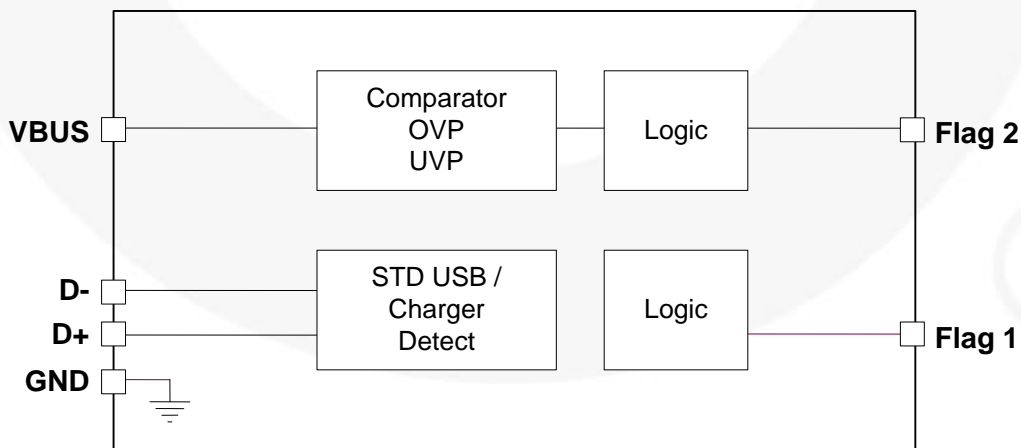 VBUS
Comparator
OVP
UVP
Logic
Flag 2
D-
D+
GND
STD USB /
Charger
Detect
Logic
Flag 1